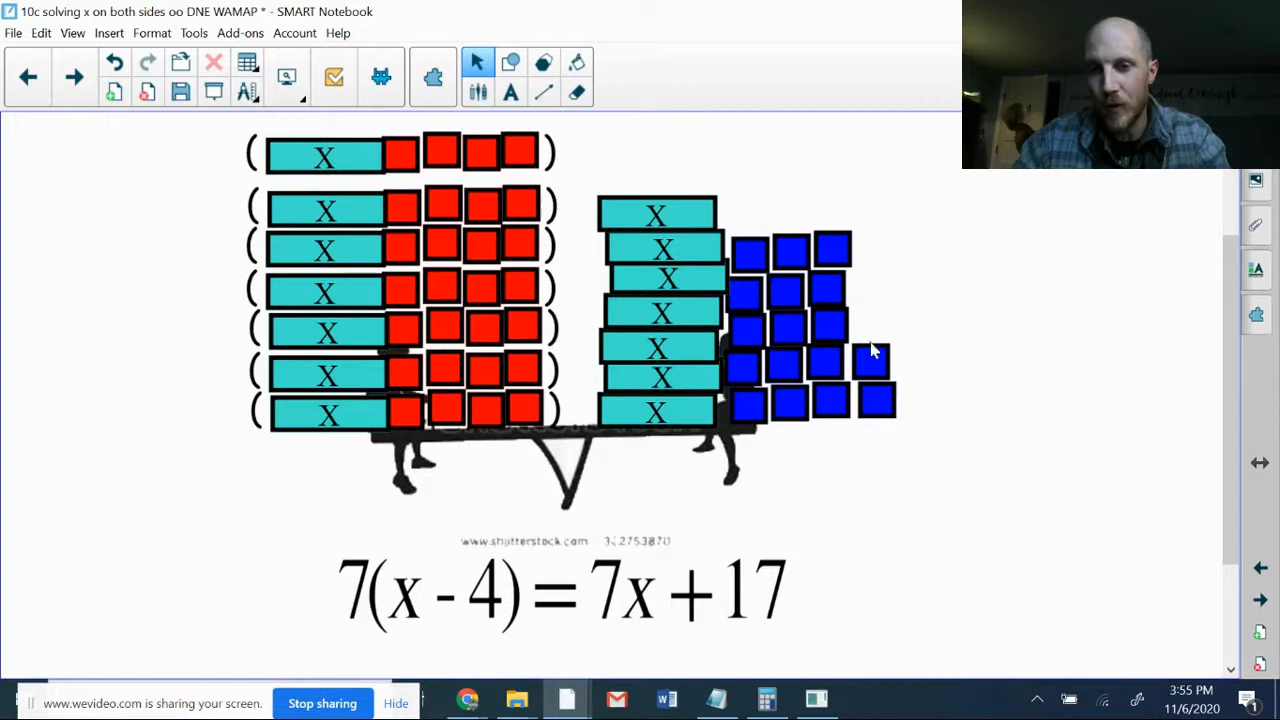 10c solving x on both sides oo DNE WAMAP * - SMART Notebook
File Edit View Insert Format Tools Add-ons Account Help
( X )
( X ) X
( X ) X
X
( X ) X
( X ) X
( X ) X
( X ) X
www.shutterstock.com
7(x - 4) = 7x + 17
www.wevideo.com is sharing your screen. Stop sharing Hide
3:55 PM
11/6/2020
1